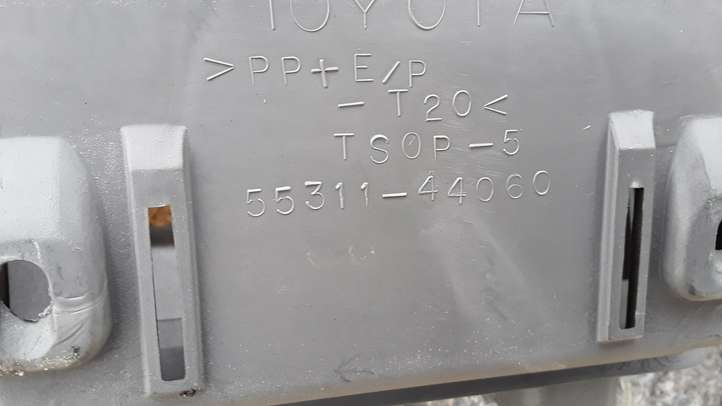 TOYOTA
>PP+E/P
-T20<
TSOP-5
55311-44060